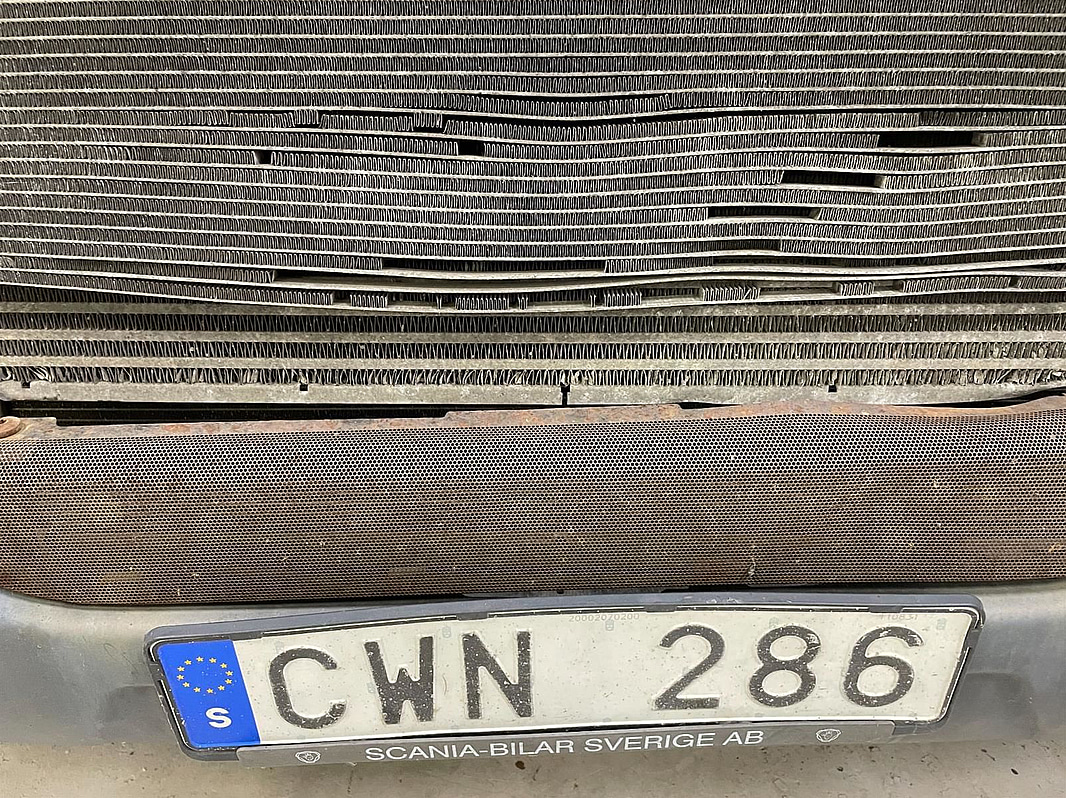 CWN 286
S
SCANIA-BILAR SVERIGE AB